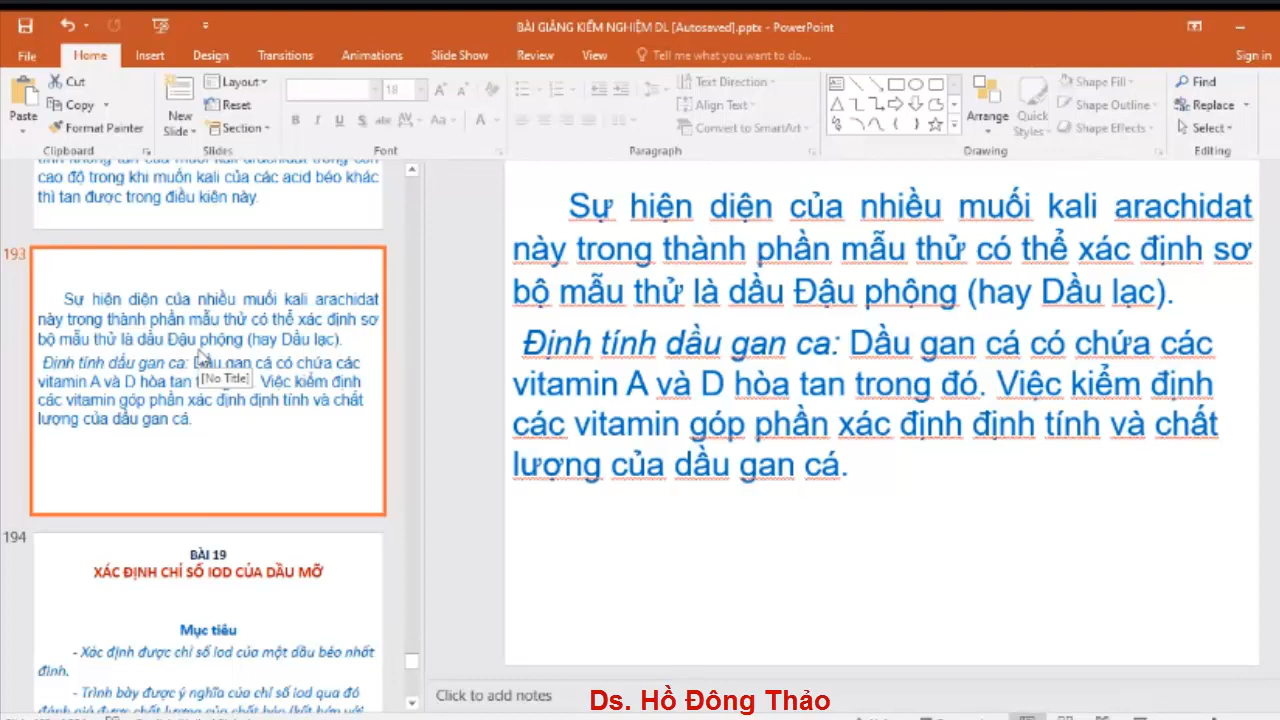 BÀI GIẢNG KIỂM NGHIỆM DL [Autosaved].pptx - PowerPoint
File Home Insert Design Transitions Animations Slide Show Review View Tell me what you want to do... Sign in
Cut
Copy
Format Painter
Paste
Clipboard
New Slide
Layout
Reset
Section
Slides
18
B I U S abc AV Aa A
Font
Text Direction
Align Text
Convert to SmartArt
Paragraph
Arrange
Quick Styles
Shape Fill
Shape Outline
Shape Effects
Drawing
Find
Replace
Select
Editing
cao độ trong khi muốn kali của các acid béo khác
thì tan được trong điều kiện này.
193
Sự hiện diện của nhiều muối kali arachidat
này trong thành phần mẫu thử có thể xác định sơ
bộ mẫu thử là dầu Đậu phộng (hay Dầu lạc).
Định tính dầu gan ca: Dầu gan cá có chứa các
vitamin A và D hòa tan [No Title] Việc kiểm định
các vitamin góp phần xác định định tính và chất
lượng của dầu gan cá.
194
BÀI 19
XÁC ĐỊNH CHỈ SỐ IOD CỦA DẦU MỠ
Mục tiêu
- Xác định được chỉ số iod của một dầu béo nhất
định.
- Trình bày được ý nghĩa của chỉ số iod qua đó
Sự hiện diện của nhiều muối kali arachidat
này trong thành phần mẫu thử có thể xác định sơ
bộ mẫu thử là dầu Đậu phộng (hay Dầu lạc).
Định tính dầu gan ca: Dầu gan cá có chứa các
vitamin A và D hòa tan trong đó. Việc kiểm định
các vitamin góp phần xác định định tính và chất
lượng của dầu gan cá.
Click to add notes
Ds. Hồ Đông Thảo